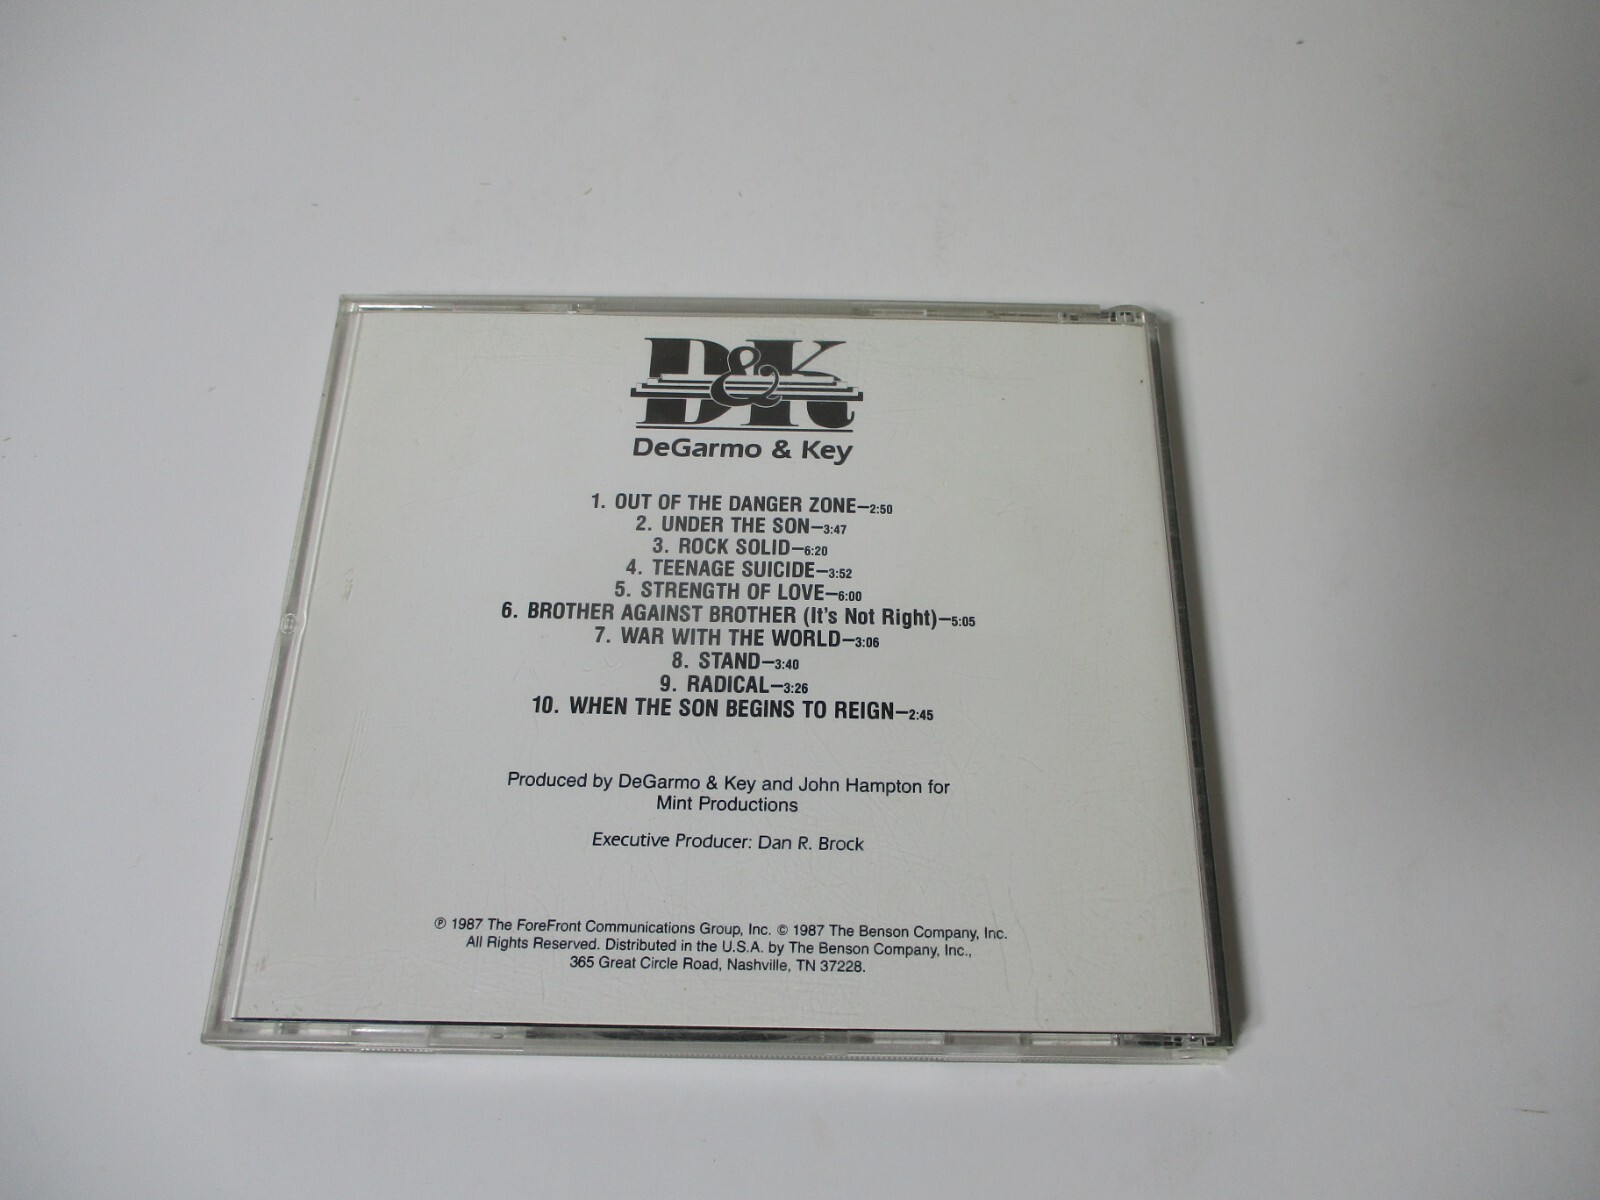 D&K
DeGarmo & Key
1. OUT OF THE DANGER ZONE—2:50
2. UNDER THE SON—3:47
3. ROCK SOLID—6:20
4. TEENAGE SUICIDE—3:52
5. STRENGTH OF LOVE—6:00
6. BROTHER AGAINST BROTHER (It's Not Right)—5:05
7. WAR WITH THE WORLD—3:06
8. STAND—3:40
9. RADICAL—3:26
10. WHEN THE SON BEGINS TO REIGN—2:45
Produced by DeGarmo & Key and John Hampton for
Mint Productions
Executive Producer: Dan R. Brock
℗ 1987 The ForeFront Communications Group, Inc. © 1987 The Benson Company, Inc.
All Rights Reserved. Distributed in the U.S.A. by The Benson Company, Inc.,
365 Great Circle Road, Nashville, TN 37228.